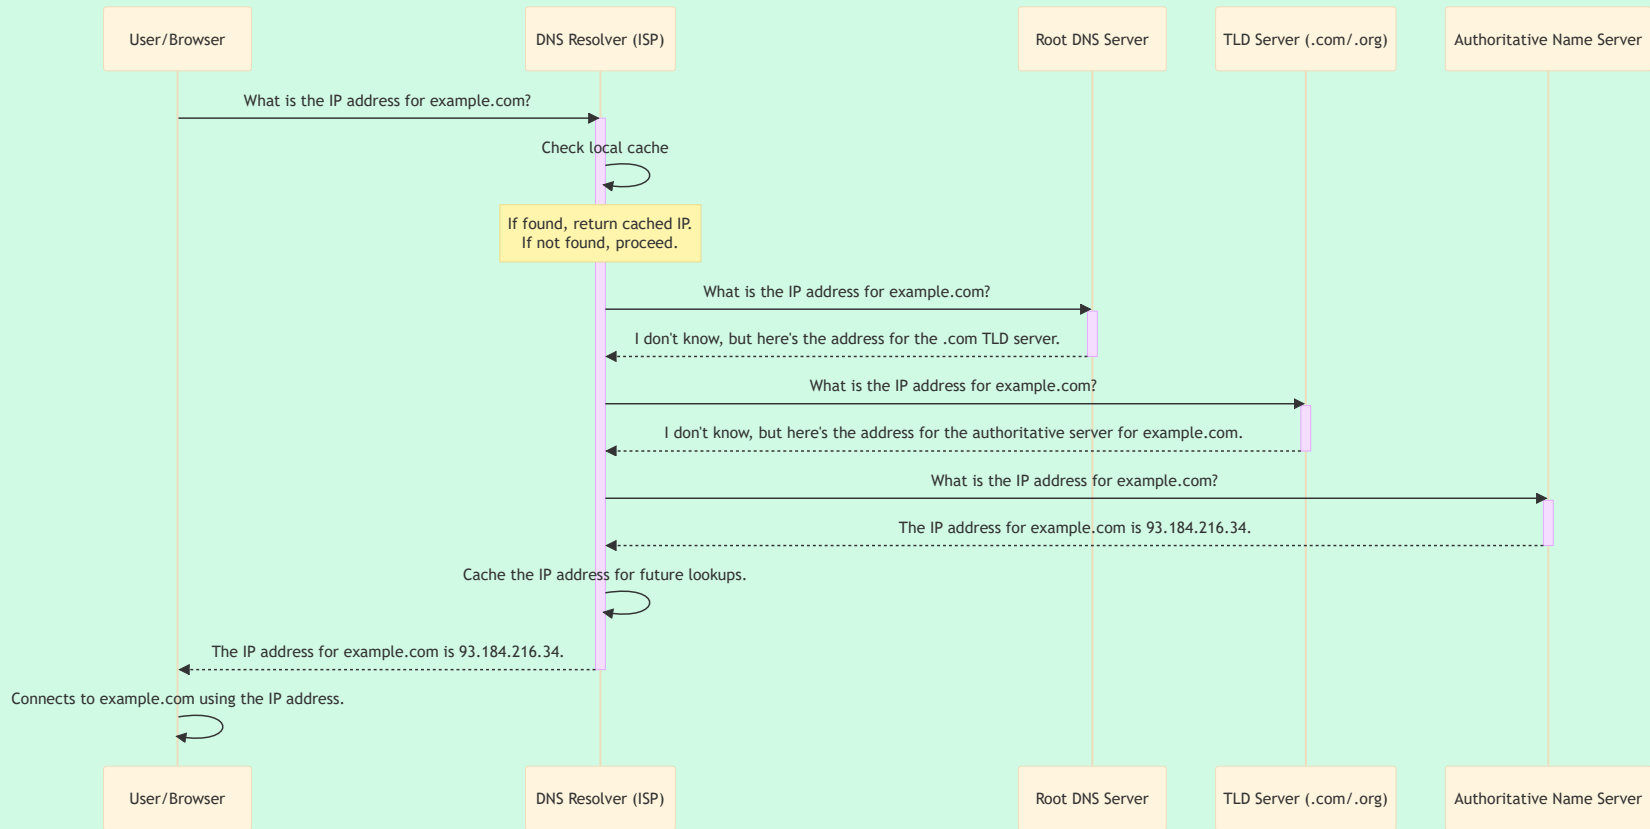 User/Browser
DNS Resolver (ISP)
Root DNS Server
TLD Server (.com/.org)
Authoritative Name Server
What is the IP address for example.com?
Check local cache
If found, return cached IP.
If not found, proceed.
What is the IP address for example.com?
I don't know, but here's the address for the .com TLD server.
What is the IP address for example.com?
I don't know, but here's the address for the authoritative server for example.com.
What is the IP address for example.com?
The IP address for example.com is 93.184.216.34.
Cache the IP address for future lookups.
The IP address for example.com is 93.184.216.34.
Connects to example.com using the IP address.
User/Browser
DNS Resolver (ISP)
Root DNS Server
TLD Server (.com/.org)
Authoritative Name Server